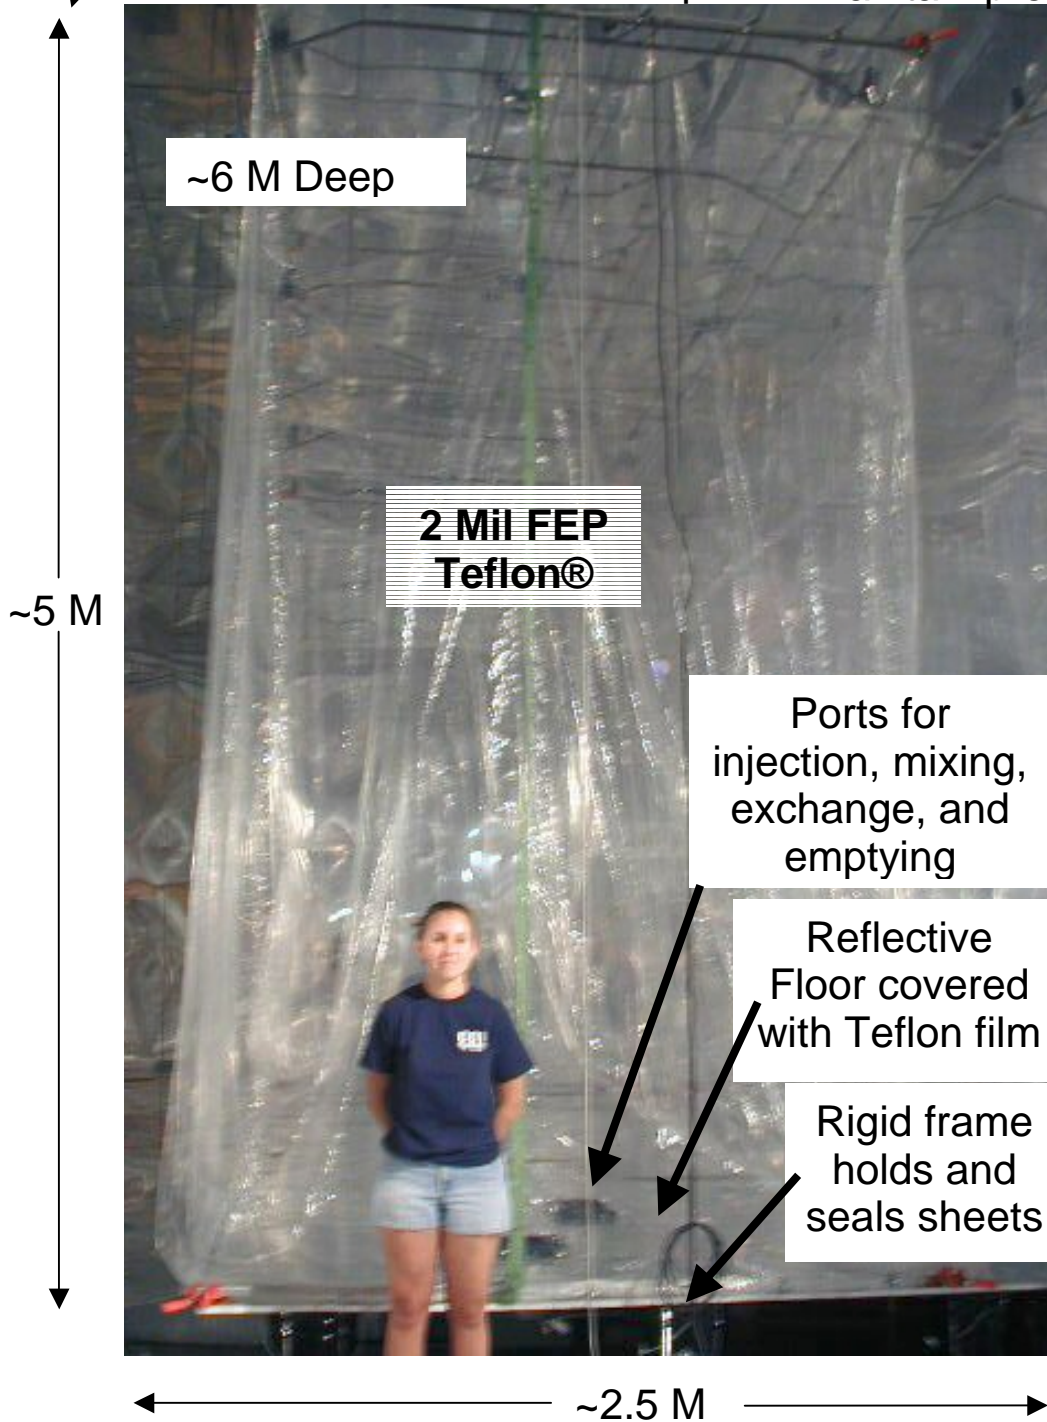 ~6 M Deep
2 Mil FEP
Teflon®
~5 M
Ports for
injection, mixing,
exchange, and
emptying
Reflective
Floor covered
with Teflon film
Rigid frame
holds and
seals sheets
~2.5 M